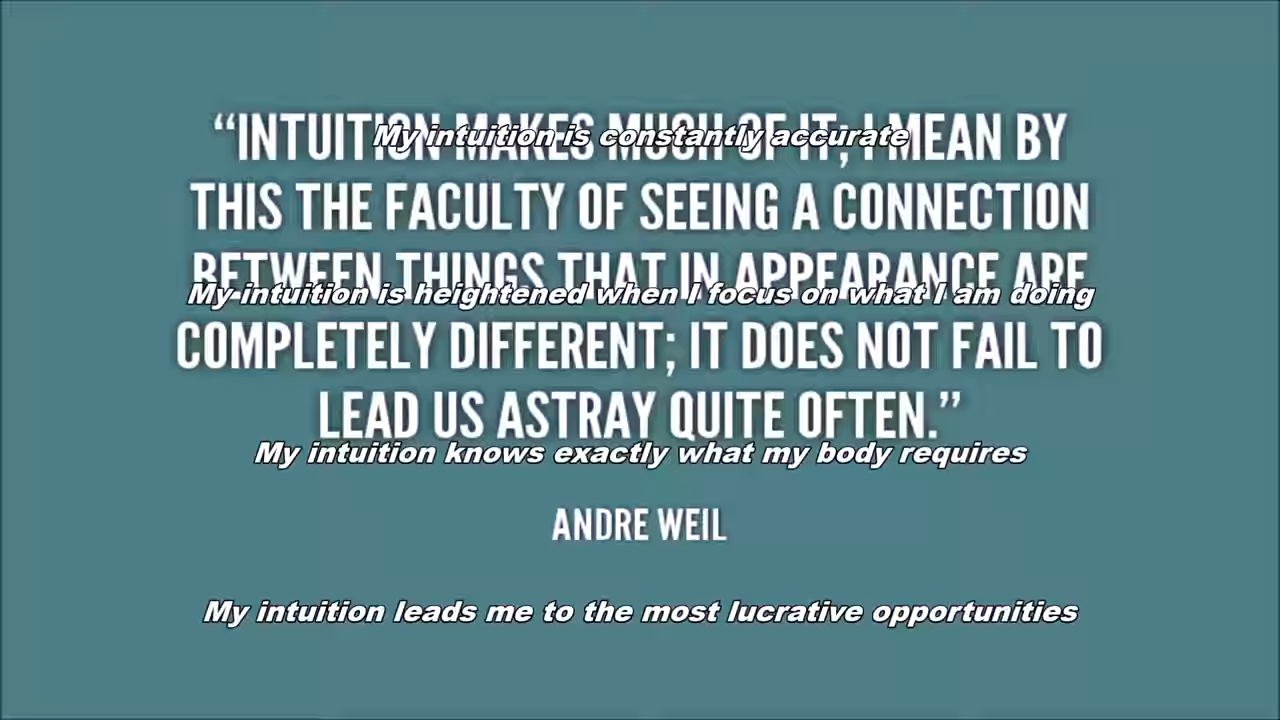 “INTUITION MAKES MUCH OF IT; I MEAN BY
My intuition is constantly accurate
THIS THE FACULTY OF SEEING A CONNECTION
BETWEEN THINGS THAT IN APPEARANCE ARE
My intuition is heightened when I focus on what I am doing
COMPLETELY DIFFERENT; IT DOES NOT FAIL TO
LEAD US ASTRAY QUITE OFTEN.”
My intuition knows exactly what my body requires
ANDRE WEIL
My intuition leads me to the most lucrative opportunities